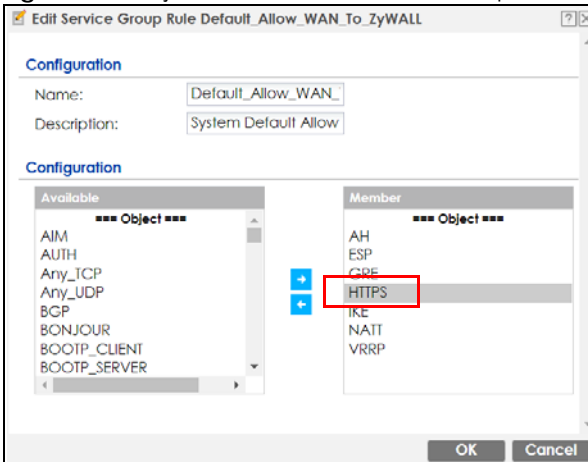 Edit Service Group Rule Default_Allow_WAN_To_ZyWALL
Configuration
Name: Default_Allow_WAN_
Description: System Default Allow
Configuration
Available
=== Object ===
AIM
AUTH
Any_TCP
Any_UDP
BGP
BONJOUR
BOOTP_CLIENT
BOOTP_SERVER
Member
=== Object ===
AH
ESP
GRE
HTTPS
IKE
NATT
VRRP
OK Cancel